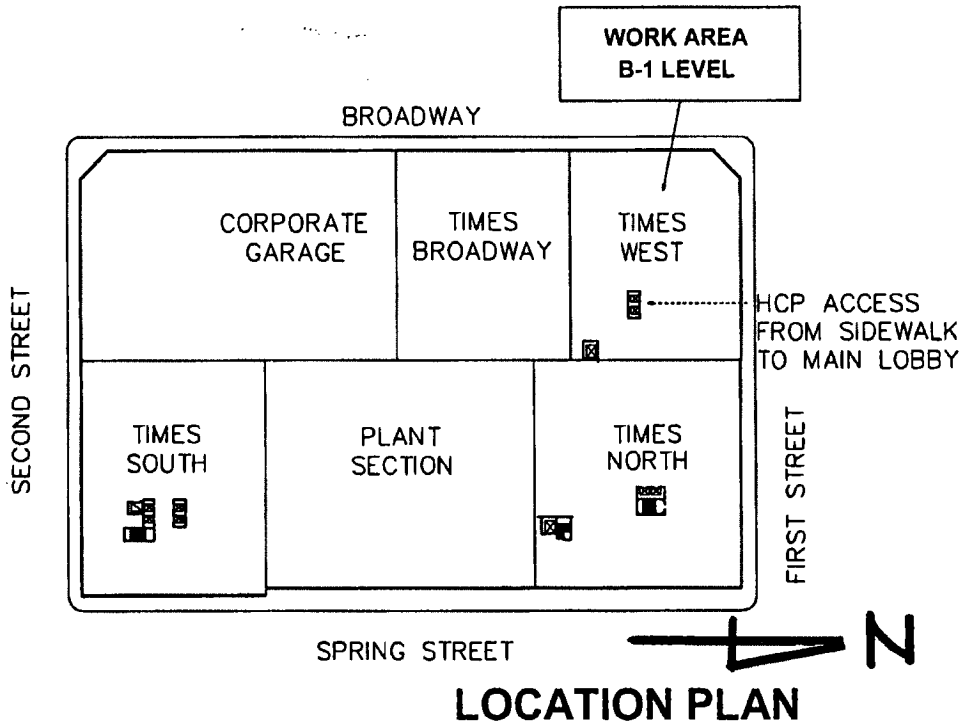 WORK AREA
B-1 LEVEL
BROADWAY
CORPORATE
GARAGE
TIMES
BROADWAY
TIMES
WEST
HCP ACCESS
FROM SIDEWALK
TO MAIN LOBBY
SECOND STREET
TIMES
SOUTH
PLANT
SECTION
TIMES
NORTH
FIRST STREET
SPRING STREET
N
LOCATION PLAN